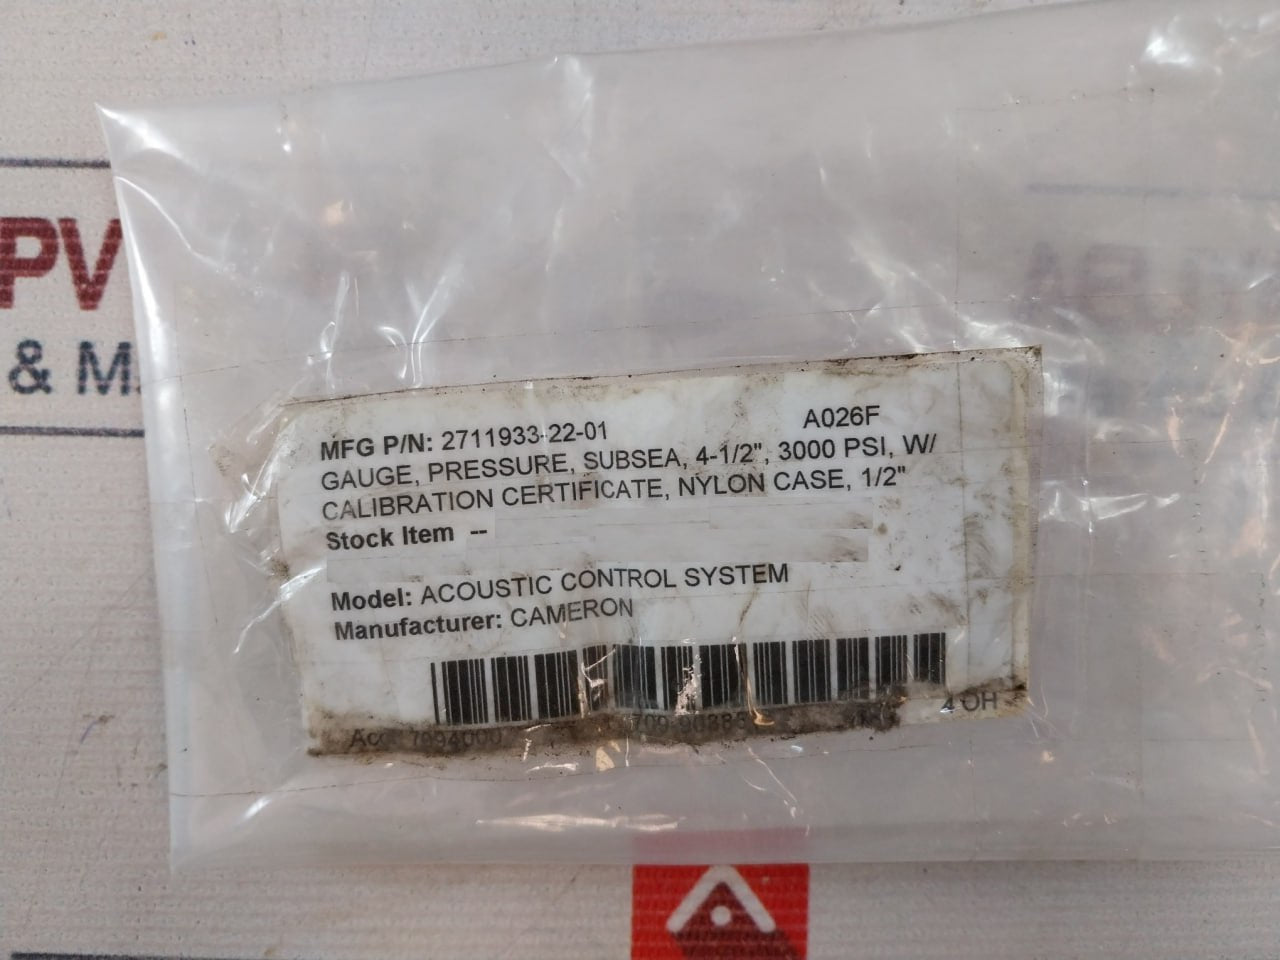 PV
& M.
MFG P/N: 2711933-22-01 A026F
GAUGE, PRESSURE, SUBSEA, 4-1/2", 3000 PSI, W/
CALIBRATION CERTIFICATE, NYLON CASE, 1/2"
Stock Item --
Model: ACOUSTIC CONTROL SYSTEM
Manufacturer: CAMERON
4 OH